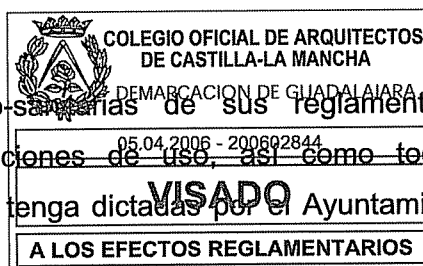 COLEGIO OFICIAL DE ARQUITECTOS
DE CASTILLA-LA MANCHA
DEMARCACION DE GUADALAJARA
o-sanitarias de sus reglament
05.04.2006 - 200602844
ciones de uso, así como to
VISADO
tenga dictadas por el Ayuntami
A LOS EFECTOS REGLAMENTARIOS